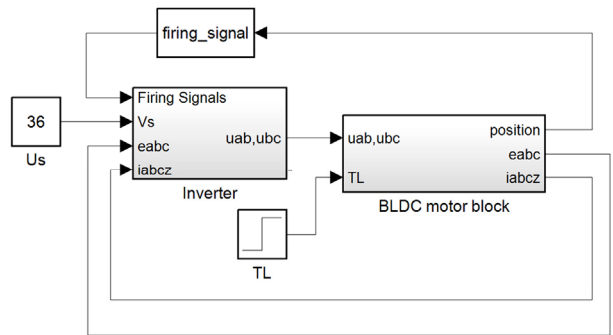 firing_signal
36
Us
Firing Signals
Vs
eabc
iabcz
uab,ubc
Inverter
uab,ubc
TL
position
eabc
iabcz
BLDC motor block
TL